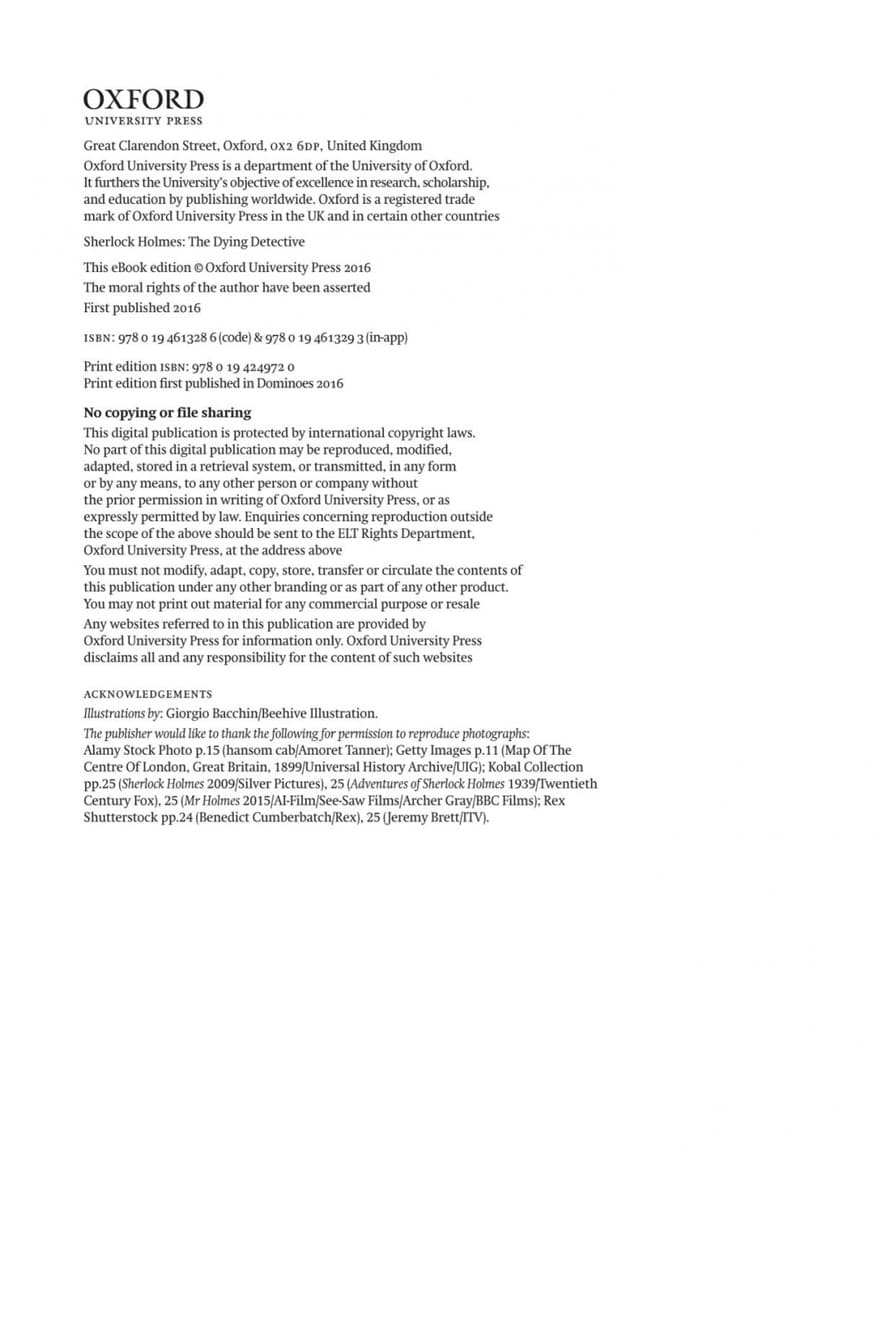 OXFORD
UNIVERSITY PRESS
Great Clarendon Street, Oxford, OX2 6DP, United Kingdom
Oxford University Press is a department of the University of Oxford.
It furthers the University's objective of excellence in research, scholarship,
and education by publishing worldwide. Oxford is a registered trade
mark of Oxford University Press in the UK and in certain other countries
Sherlock Holmes: The Dying Detective
This eBook edition © Oxford University Press 2016
The moral rights of the author have been asserted
First published 2016
ISBN: 978 0 19 461328 6 (code) & 978 0 19 461329 3 (in-app)
Print edition ISBN: 978 0 19 424972 0
Print edition first published in Dominoes 2016
No copying or file sharing
This digital publication is protected by international copyright laws.
No part of this digital publication may be reproduced, modified,
adapted, stored in a retrieval system, or transmitted, in any form
or by any means, to any other person or company without
the prior permission in writing of Oxford University Press, or as
expressly permitted by law. Enquiries concerning reproduction outside
the scope of the above should be sent to the ELT Rights Department,
Oxford University Press, at the address above
You must not modify, adapt, copy, store, transfer or circulate the contents of
this publication under any other branding or as part of any other product.
You may not print out material for any commercial purpose or resale
Any websites referred to in this publication are provided by
Oxford University Press for information only. Oxford University Press
disclaims all and any responsibility for the content of such websites
ACKNOWLEDGEMENTS
Illustrations by: Giorgio Bacchin/Beehive Illustration.
The publisher would like to thank the following for permission to reproduce photographs:
Alamy Stock Photo p.15 (hansom cab/Amoret Tanner); Getty Images p.11 (Map Of The
Centre Of London, Great Britain, 1899/Universal History Archive/UIG); Kobal Collection
pp.25 (Sherlock Holmes 2009/Silver Pictures), 25 (Adventures of Sherlock Holmes 1939/Twentieth
Century Fox), 25 (Mr Holmes 2015/AI-Film/See-Saw Films/Archer Gray/BBC Films); Rex
Shutterstock pp.24 (Benedict Cumberbatch/Rex), 25 (Jeremy Brett/ITV).